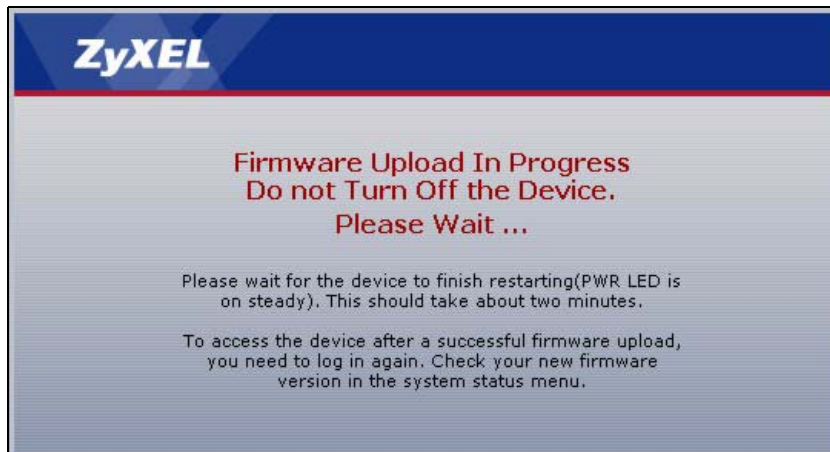 ZyXEL
Firmware Upload In Progress
Do not Turn Off the Device.
Please Wait ...
Please wait for the device to finish restarting(PWR LED is
on steady). This should take about two minutes.
To access the device after a successful firmware upload,
you need to log in again. Check your new firmware
version in the system status menu.